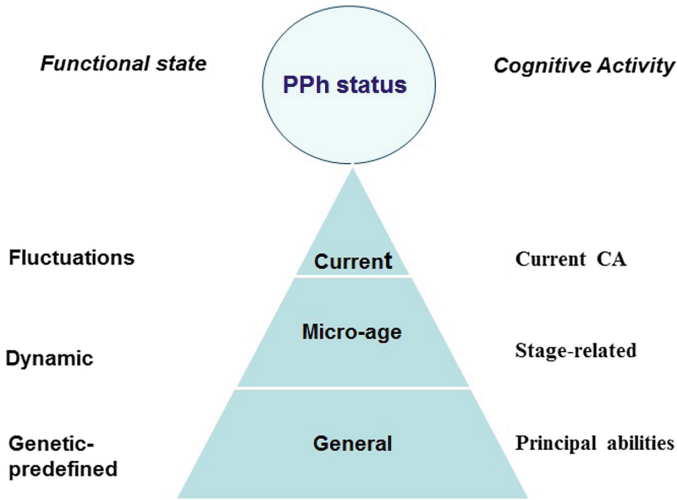 Functional state
PPh status
Cognitive Activity
Fluctuations
Current
Current CA
Micro-age
Dynamic
Stage-related
Genetic-
predefined
General
Principal abilities